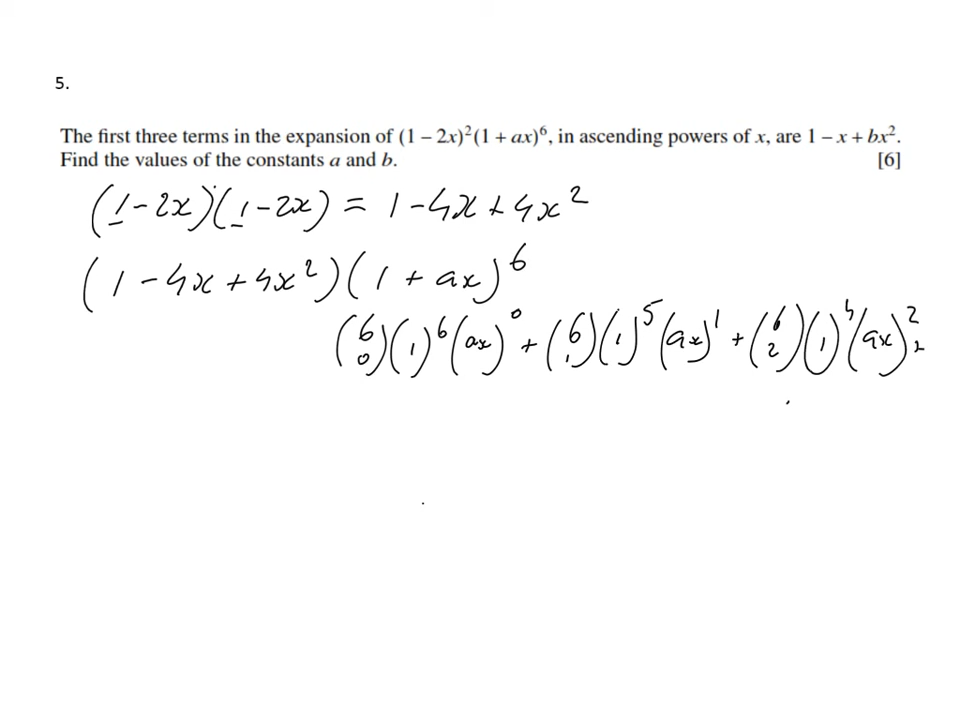 5.
The first three terms in the expansion of (1 − 2x)²(1 + ax)⁶, in ascending powers of x, are 1 − x + bx².
Find the values of the constants a and b. [6]
(1-2x)(1-2x) = 1-4x+4x²
(1-4x+4x²)(1+ax)⁶
(6 0)(1)⁶(ax)⁰ + (6 1)(1)⁵(ax)¹ + (6 2)(1)⁴(ax)²